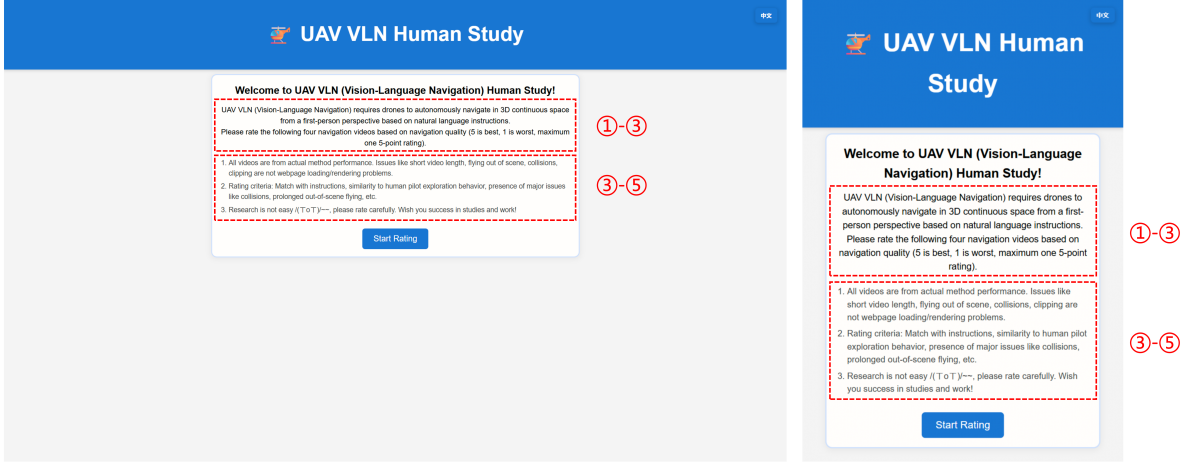 中文
🚁 UAV VLN Human Study
Welcome to UAV VLN (Vision-Language Navigation) Human Study!
UAV VLN (Vision-Language Navigation) requires drones to autonomously navigate in 3D continuous space
from a first-person perspective based on natural language instructions.
Please rate the following four navigation videos based on navigation quality (5 is best, 1 is worst, maximum
one 5-point rating).
①-③
1. All videos are from actual method performance. Issues like short video length, flying out of scene, collisions,
clipping are not webpage loading/rendering problems.
2. Rating criteria: Match with instructions, similarity to human pilot exploration behavior, presence of major issues
like collisions, prolonged out-of-scene flying, etc.
3. Research is not easy /(ㄒoㄒ)/~~, please rate carefully. Wish you success in studies and work!
③-⑤
Start Rating
中文
🚁 UAV VLN Human
Study
Welcome to UAV VLN (Vision-Language
Navigation) Human Study!
UAV VLN (Vision-Language Navigation) requires drones to
autonomously navigate in 3D continuous space from a first-
person perspective based on natural language instructions.
Please rate the following four navigation videos based on
navigation quality (5 is best, 1 is worst, maximum one 5-point
rating).
①-③
1. All videos are from actual method performance. Issues like
short video length, flying out of scene, collisions, clipping are
not webpage loading/rendering problems.
2. Rating criteria: Match with instructions, similarity to human pilot
exploration behavior, presence of major issues like collisions,
prolonged out-of-scene flying, etc.
3. Research is not easy /(ㄒoㄒ)/~~, please rate carefully. Wish
you success in studies and work!
③-⑤
Start Rating